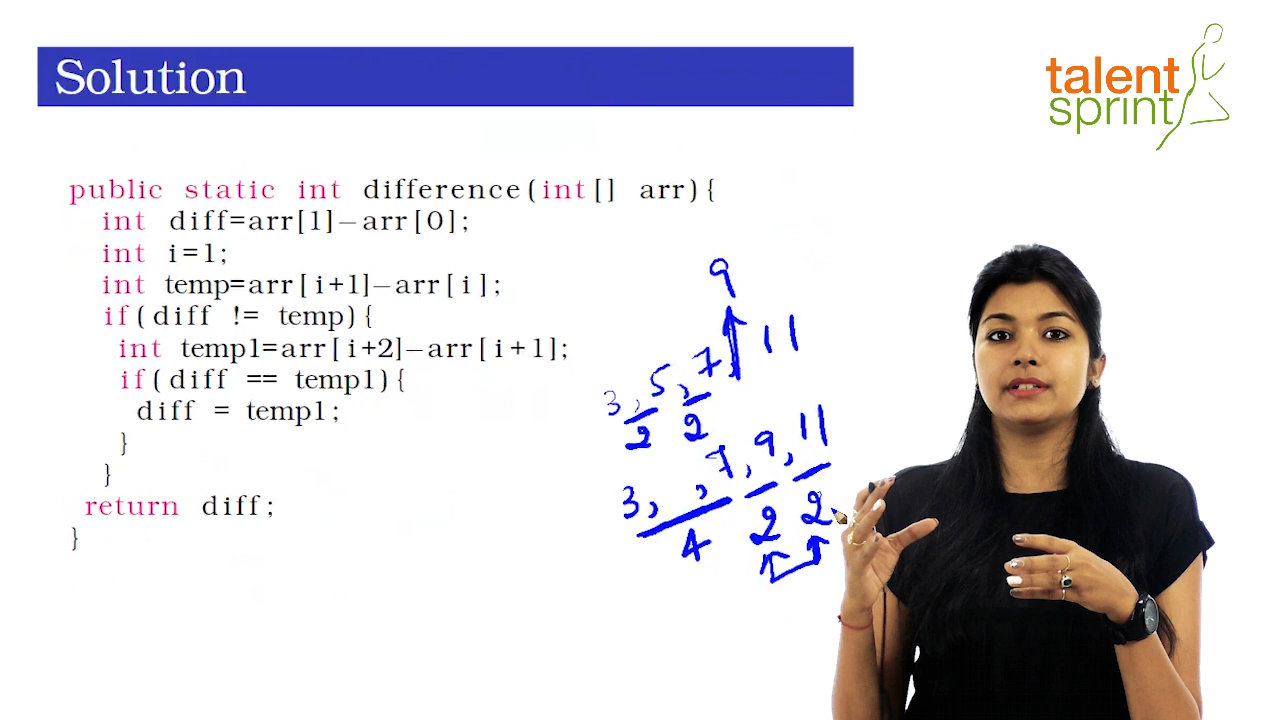 Solution
talent
sprint
public static int difference(int[] arr){
int diff=arr[1]–arr[0];
int i=1;
int temp=arr[i+1]–arr[i];
if(diff != temp){
int temp1=arr[i+2]–arr[i+1];
if(diff == temp1){
diff = temp1;
}
}
return diff;
}
9
3, 5, 7, 11
2 2
3, , 7, 9, 11
4 2 2